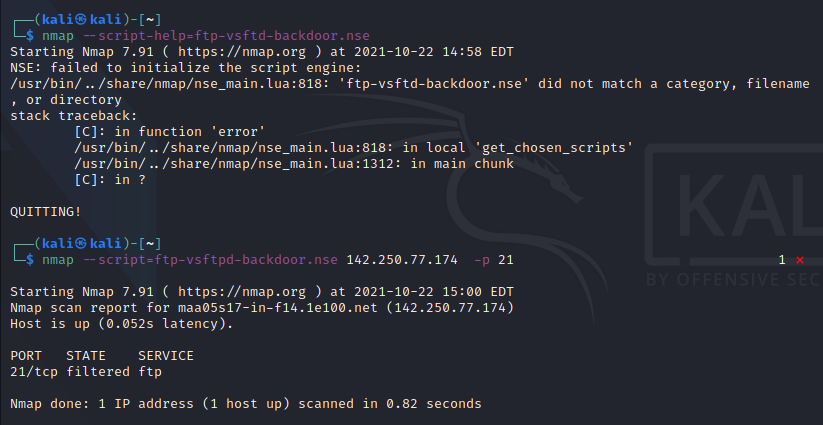 ┌──(kali㉿kali)-[~]
└─$ nmap --script-help=ftp-vsftd-backdoor.nse
Starting Nmap 7.91 ( https://nmap.org ) at 2021-10-22 14:58 EDT
NSE: failed to initialize the script engine:
/usr/bin/../share/nmap/nse_main.lua:818: 'ftp-vsftd-backdoor.nse' did not match a category, filename
, or directory
stack traceback:
        [C]: in function 'error'
        /usr/bin/../share/nmap/nse_main.lua:818: in local 'get_chosen_scripts'
        /usr/bin/../share/nmap/nse_main.lua:1312: in main chunk
        [C]: in ?
KAL
QUITTING!
┌──(kali㉿kali)-[~]
└─$ nmap --script=ftp-vsftpd-backdoor.nse 142.250.77.174  -p 21                                 1 ⨯
BY OFFENSIVE SEC
Starting Nmap 7.91 ( https://nmap.org ) at 2021-10-22 15:00 EDT
Nmap scan report for maa05s17-in-f14.1e100.net (142.250.77.174)
Host is up (0.052s latency).
PORT   STATE    SERVICE
21/tcp filtered ftp
Nmap done: 1 IP address (1 host up) scanned in 0.82 seconds